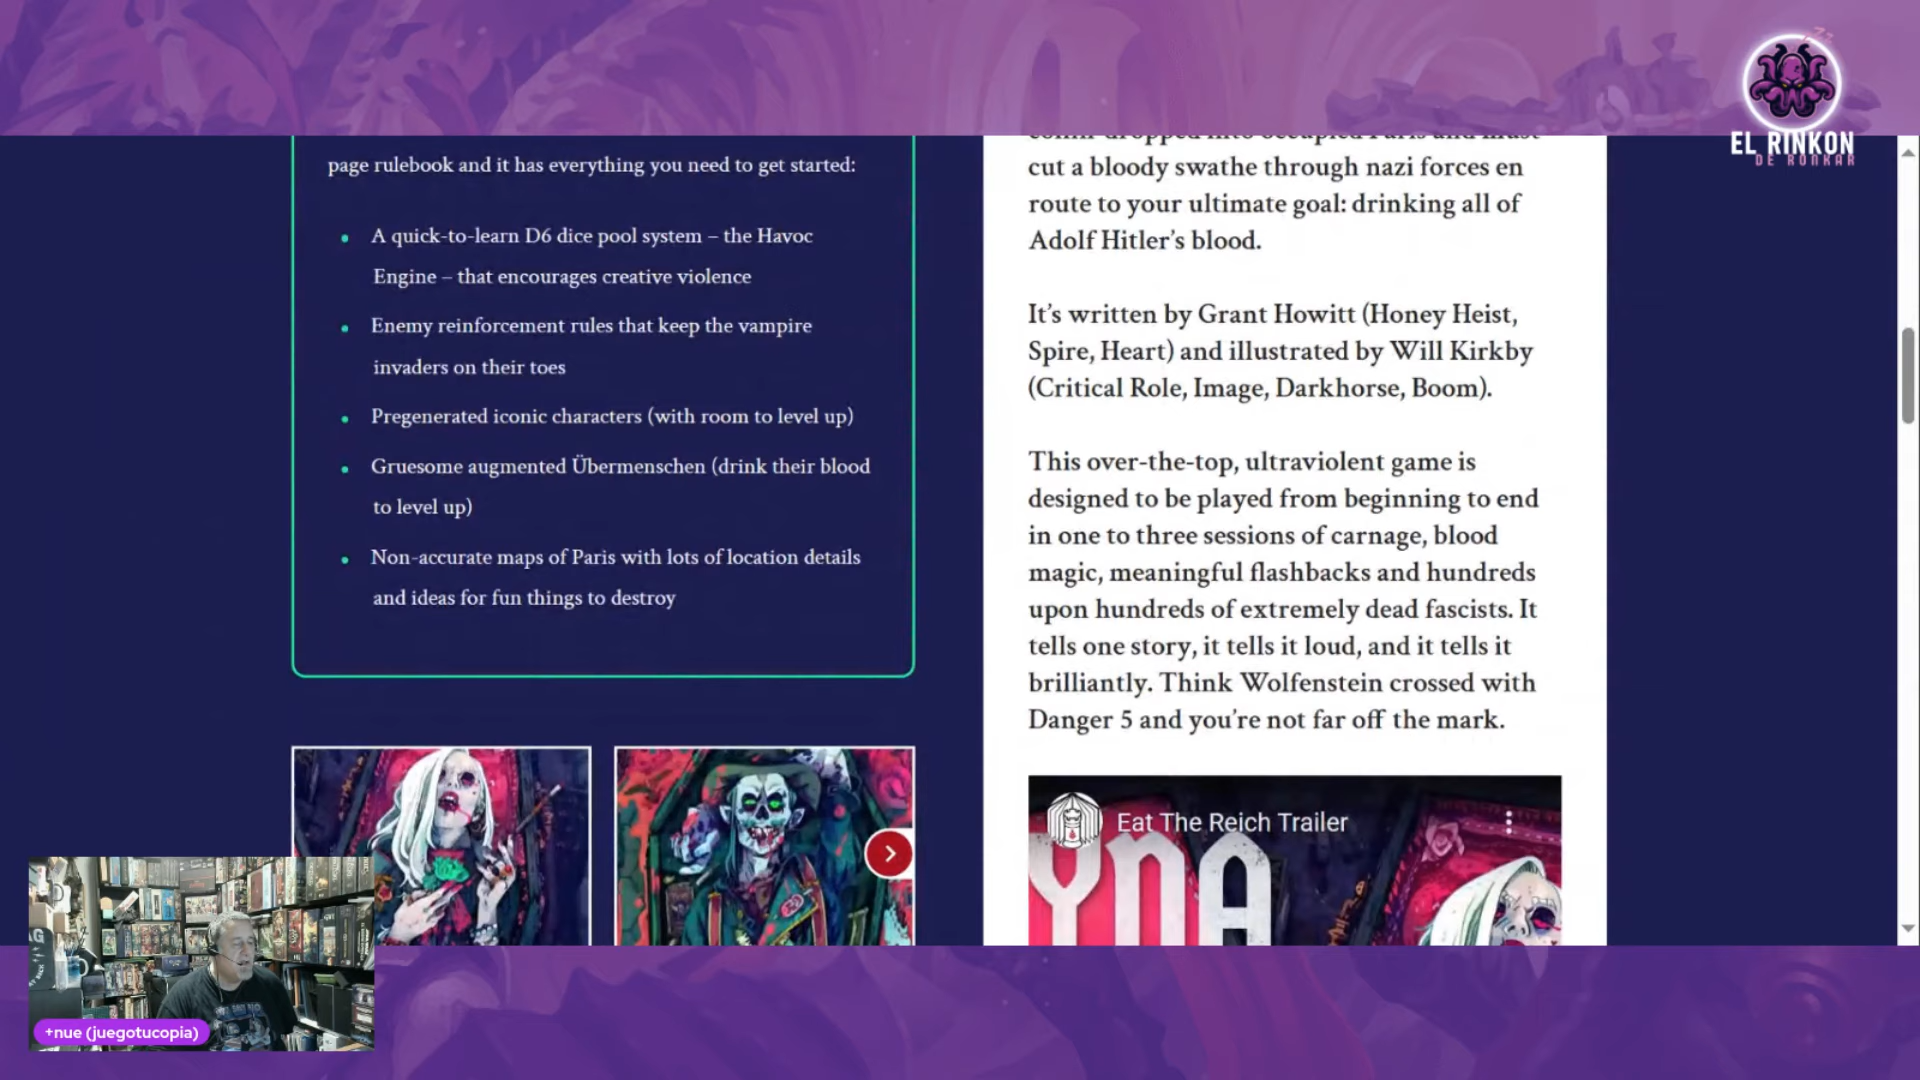 EL RINKON
DE RONKAR
page rulebook and it has everything you need to get started:
A quick-to-learn D6 dice pool system – the Havoc
Engine – that encourages creative violence
Enemy reinforcement rules that keep the vampire
invaders on their toes
Pregenerated iconic characters (with room to level up)
Gruesome augmented Übermenschen (drink their blood
to level up)
Non-accurate maps of Paris with lots of location details
and ideas for fun things to destroy
cut a bloody swathe through nazi forces en
route to your ultimate goal: drinking all of
Adolf Hitler’s blood.
It’s written by Grant Howitt (Honey Heist,
Spire, Heart) and illustrated by Will Kirkby
(Critical Role, Image, Darkhorse, Boom).
This over-the-top, ultraviolent game is
designed to be played from beginning to end
in one to three sessions of carnage, blood
magic, meaningful flashbacks and hundreds
upon hundreds of extremely dead fascists. It
tells one story, it tells it loud, and it tells it
brilliantly. Think Wolfenstein crossed with
Danger 5 and you’re not far off the mark.
Eat The Reich Trailer
YNA
+nue (juegotucopia)